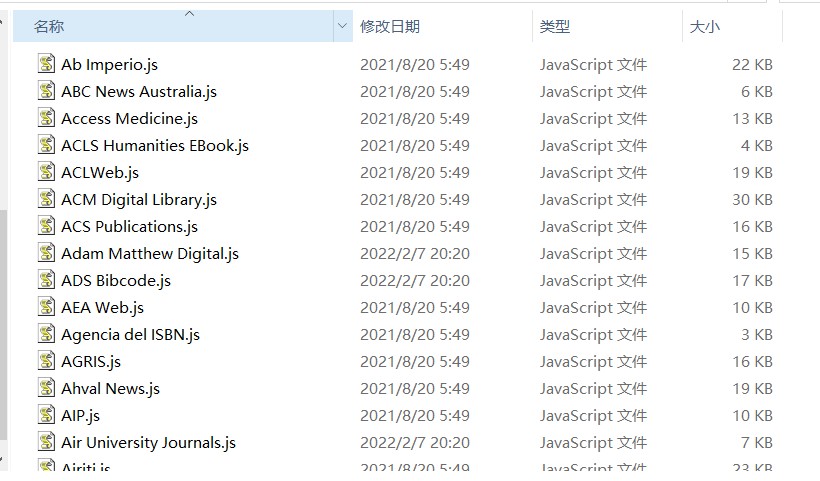 名称 修改日期 类型 大小
Ab Imperio.js 2021/8/20 5:49 JavaScript 文件 22 KB
ABC News Australia.js 2021/8/20 5:49 JavaScript 文件 6 KB
Access Medicine.js 2021/8/20 5:49 JavaScript 文件 13 KB
ACLS Humanities EBook.js 2021/8/20 5:49 JavaScript 文件 4 KB
ACLWeb.js 2021/8/20 5:49 JavaScript 文件 19 KB
ACM Digital Library.js 2021/8/20 5:49 JavaScript 文件 30 KB
ACS Publications.js 2021/8/20 5:49 JavaScript 文件 16 KB
Adam Matthew Digital.js 2022/2/7 20:20 JavaScript 文件 15 KB
ADS Bibcode.js 2022/2/7 20:20 JavaScript 文件 17 KB
AEA Web.js 2021/8/20 5:49 JavaScript 文件 10 KB
Agencia del ISBN.js 2021/8/20 5:49 JavaScript 文件 3 KB
AGRIS.js 2021/8/20 5:49 JavaScript 文件 16 KB
Ahval News.js 2021/8/20 5:49 JavaScript 文件 19 KB
AIP.js 2021/8/20 5:49 JavaScript 文件 10 KB
Air University Journals.js 2022/2/7 20:20 JavaScript 文件 7 KB
Airiti.js 2021/8/20 5:49 JavaScript 文件 23 KB